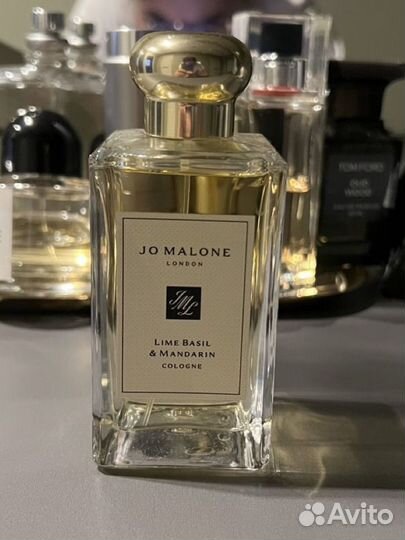 JO MALONE
LONDON
JML
LIME BASIL
& MANDARIN
COLOGNE
TOM FORD
OUD
WOOD
Avito